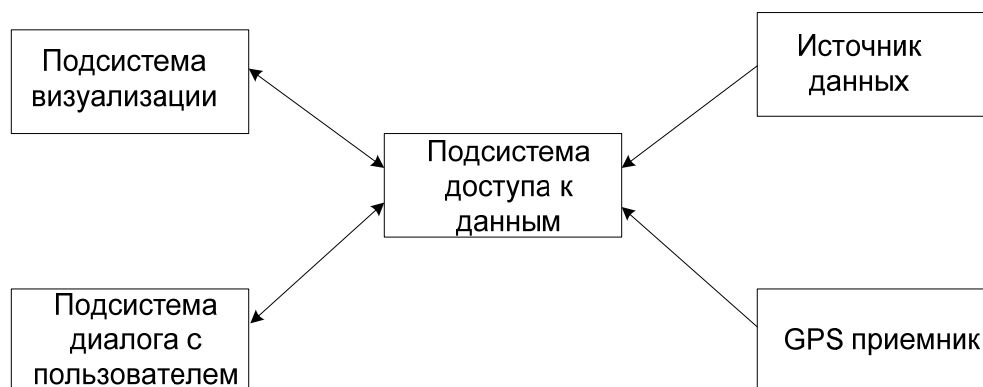 Подсистема
визуализации
Источник
данных
Подсистема
доступа к
данным
Подсистема
диалога с
пользователем
GPS приемник